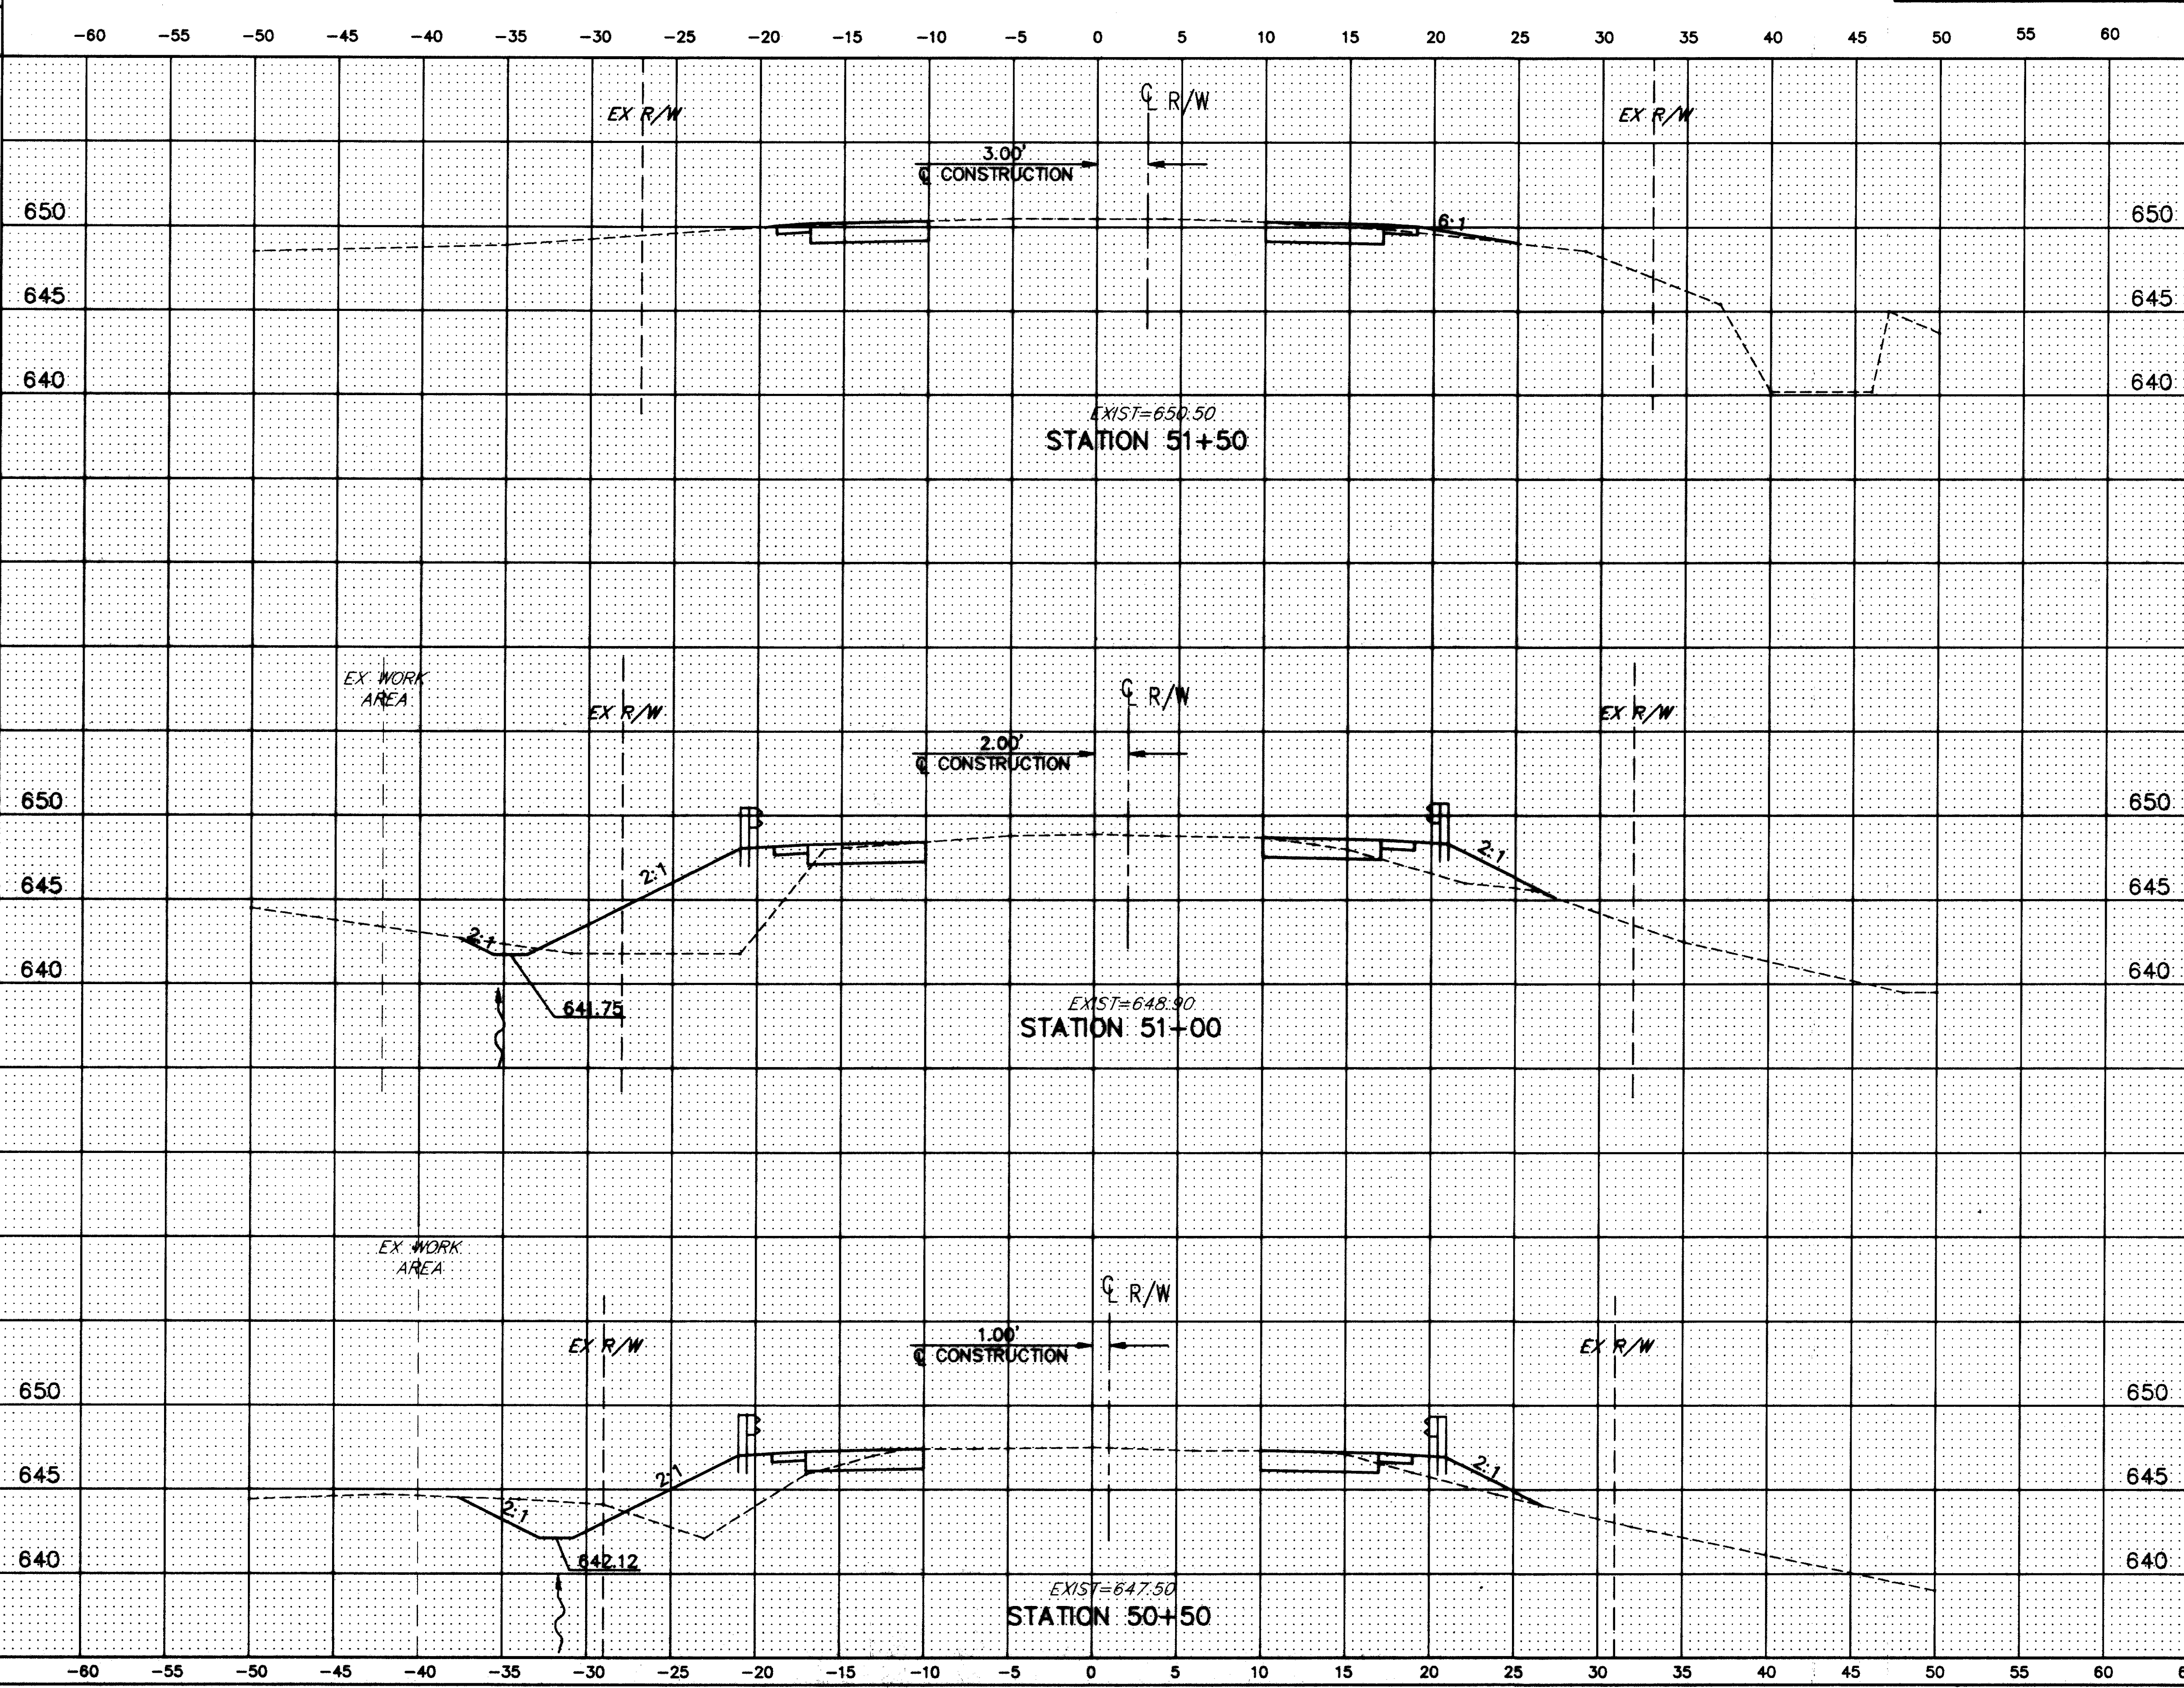 -60 -55 -50 -45 -40 -35 -30 -25 -20 -15 -10 -5 0 5 10 15 20 25 30 35 40 45 50 55 60
EX R/W ℄ R/W EX R/W
3.00'
℄ CONSTRUCTION
650 6:1 650
645 645
640 640
EXIST=650.50
STATION 51+50
EX WORK
AREA
EX R/W ℄ R/W EX R/W
2.00'
℄ CONSTRUCTION
650 650
2:1 2:1
645 645
2:1
640 640
641.75
EXIST=648.90
STATION 51+00
EX WORK
AREA
EX R/W ℄ R/W EX R/W
1.00'
℄ CONSTRUCTION
650 650
645 2:1 2:1 645
2:1
640 642.12 640
EXIST=647.50
STATION 50+50
-60 -55 -50 -45 -40 -35 -30 -25 -20 -15 -10 -5 0 5 10 15 20 25 30 35 40 45 50 55 60